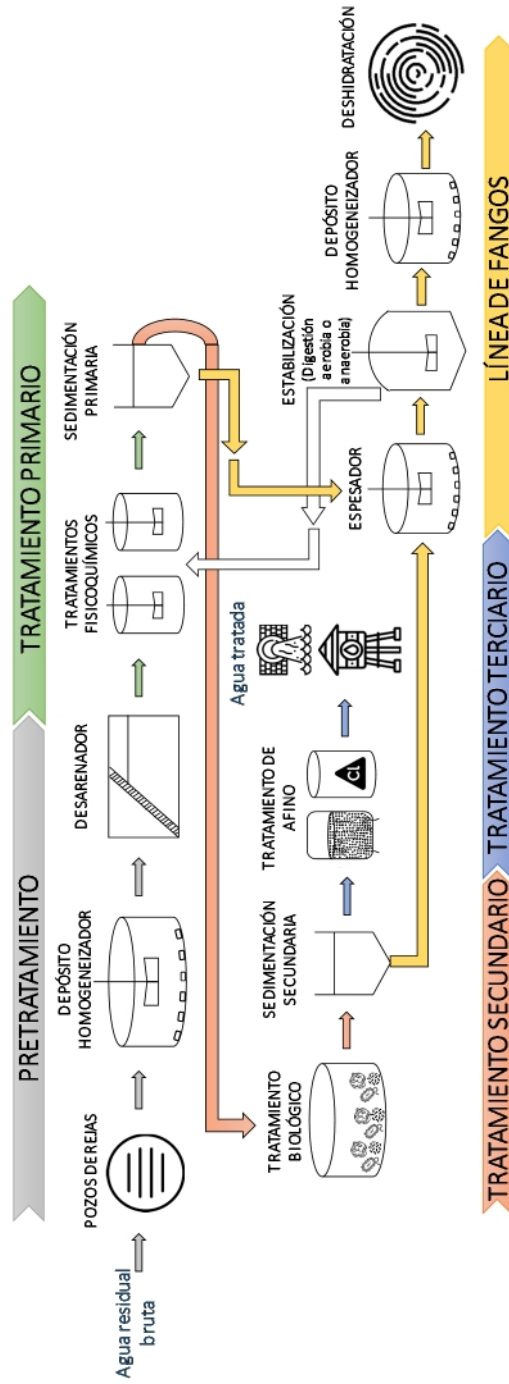 PRETRATAMIENTO
TRATAMIENTO PRIMARIO
Agua residual
bruta
POZOS DE REJAS
DEPÓSITO
HOMOGENEIZADOR
DESARENADOR
TRATAMIENTOS
FISICOQUÍMICOS
SEDIMENTACIÓN
PRIMARIA
TRATAMIENTO
BIOLÓGICO
SEDIMENTACIÓN
SECUNDARIA
TRATAMIENTO DE
AFINO
Cl
Agua tratada
ESPESADOR
ESTABILIZACIÓN
(Digestión
aerobia o
anaerobia)
DEPÓSITO
HOMOGENEIZADOR
DESHIDRATACIÓN
TRATAMIENTO SECUNDARIO
TRATAMIENTO TERCIARIO
LÍNEA DE FANGOS